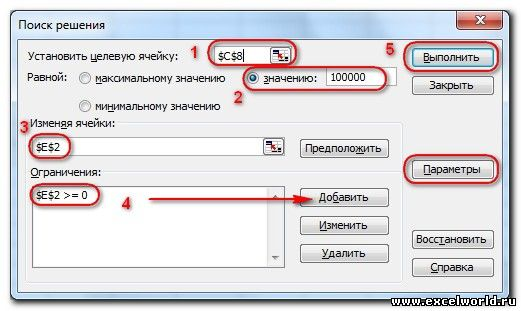 Поиск решения
Установить целевую ячейку: 1 $C$8 5 Выполнить
Равной: максимальному значению значению: 100000 Закрыть
2
минимальному значению
Изменяя ячейки:
3 $E$2 Предположить
Ограничения: Параметры
$E$2 >= 0 4 Добавить
Изменить
Удалить Восстановить
Справка
www.excelworld.ru